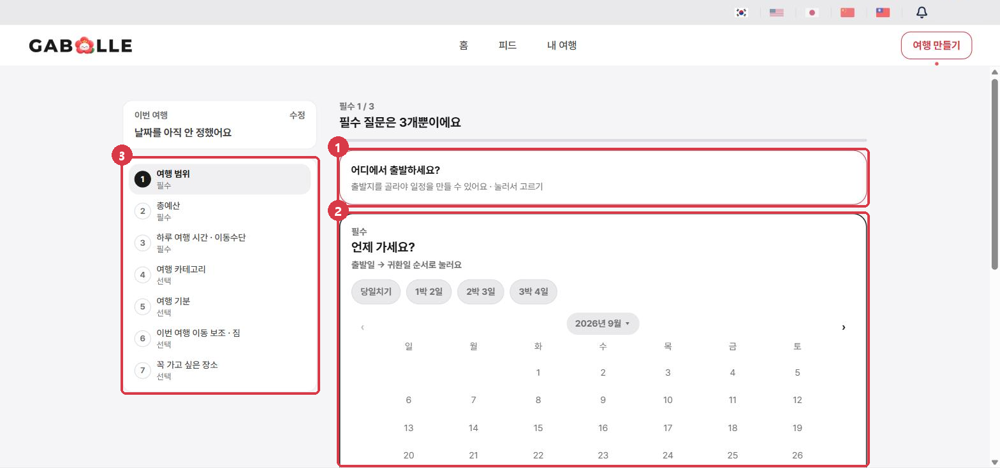 GAB LLE
홈 피드 내 여행
여행 만들기
이번 여행 수정
날짜를 아직 안 정했어요
3
1 여행 범위
필수
2 총예산
필수
3 하루 여행 시간 · 이동수단
필수
4 여행 카테고리
선택
5 여행 기분
선택
6 이번 여행 이동 보조 · 짐
선택
7 꼭 가고 싶은 장소
선택
필수 1 / 3
필수 질문은 3개뿐이에요
1
어디에서 출발하세요?
출발지를 골라야 일정을 만들 수 있어요 · 눌러서 고르기
2
필수
언제 가세요?
출발일 → 귀환일 순서로 눌러요
당일치기 1박 2일 2박 3일 3박 4일
‹ 2026년 9월 ▾ ›
일 월 화 수 목 금 토
1 2 3 4 5
6 7 8 9 10 11 12
13 14 15 16 17 18 19
20 21 22 23 24 25 26